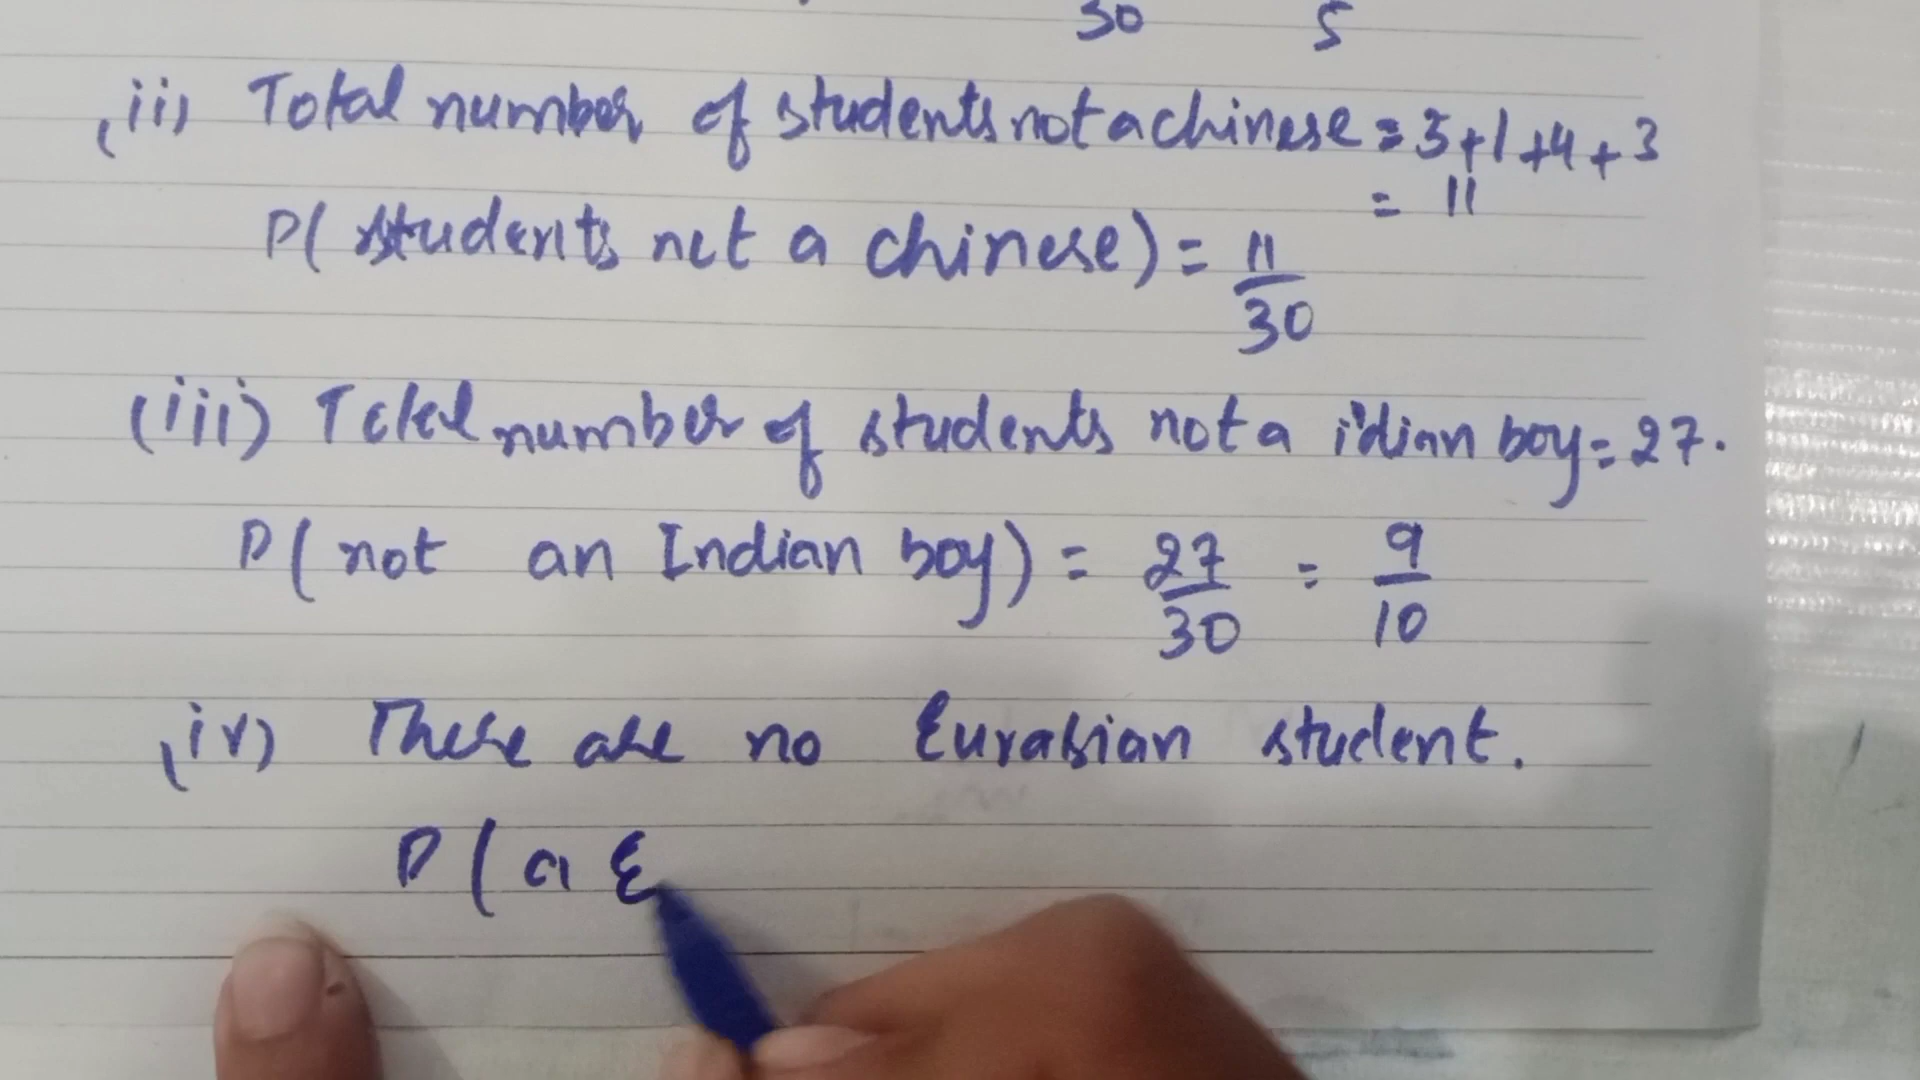 30 5
(ii) Total number of students not a chinese = 3+1+4+3
= 11
P( students not a chinese) = 11/30
(iii) Total number of students not a idian boy = 27.
P( not an Indian boy) = 27/30 = 9/10
(iv) There are no Eurasian student.
P( a E